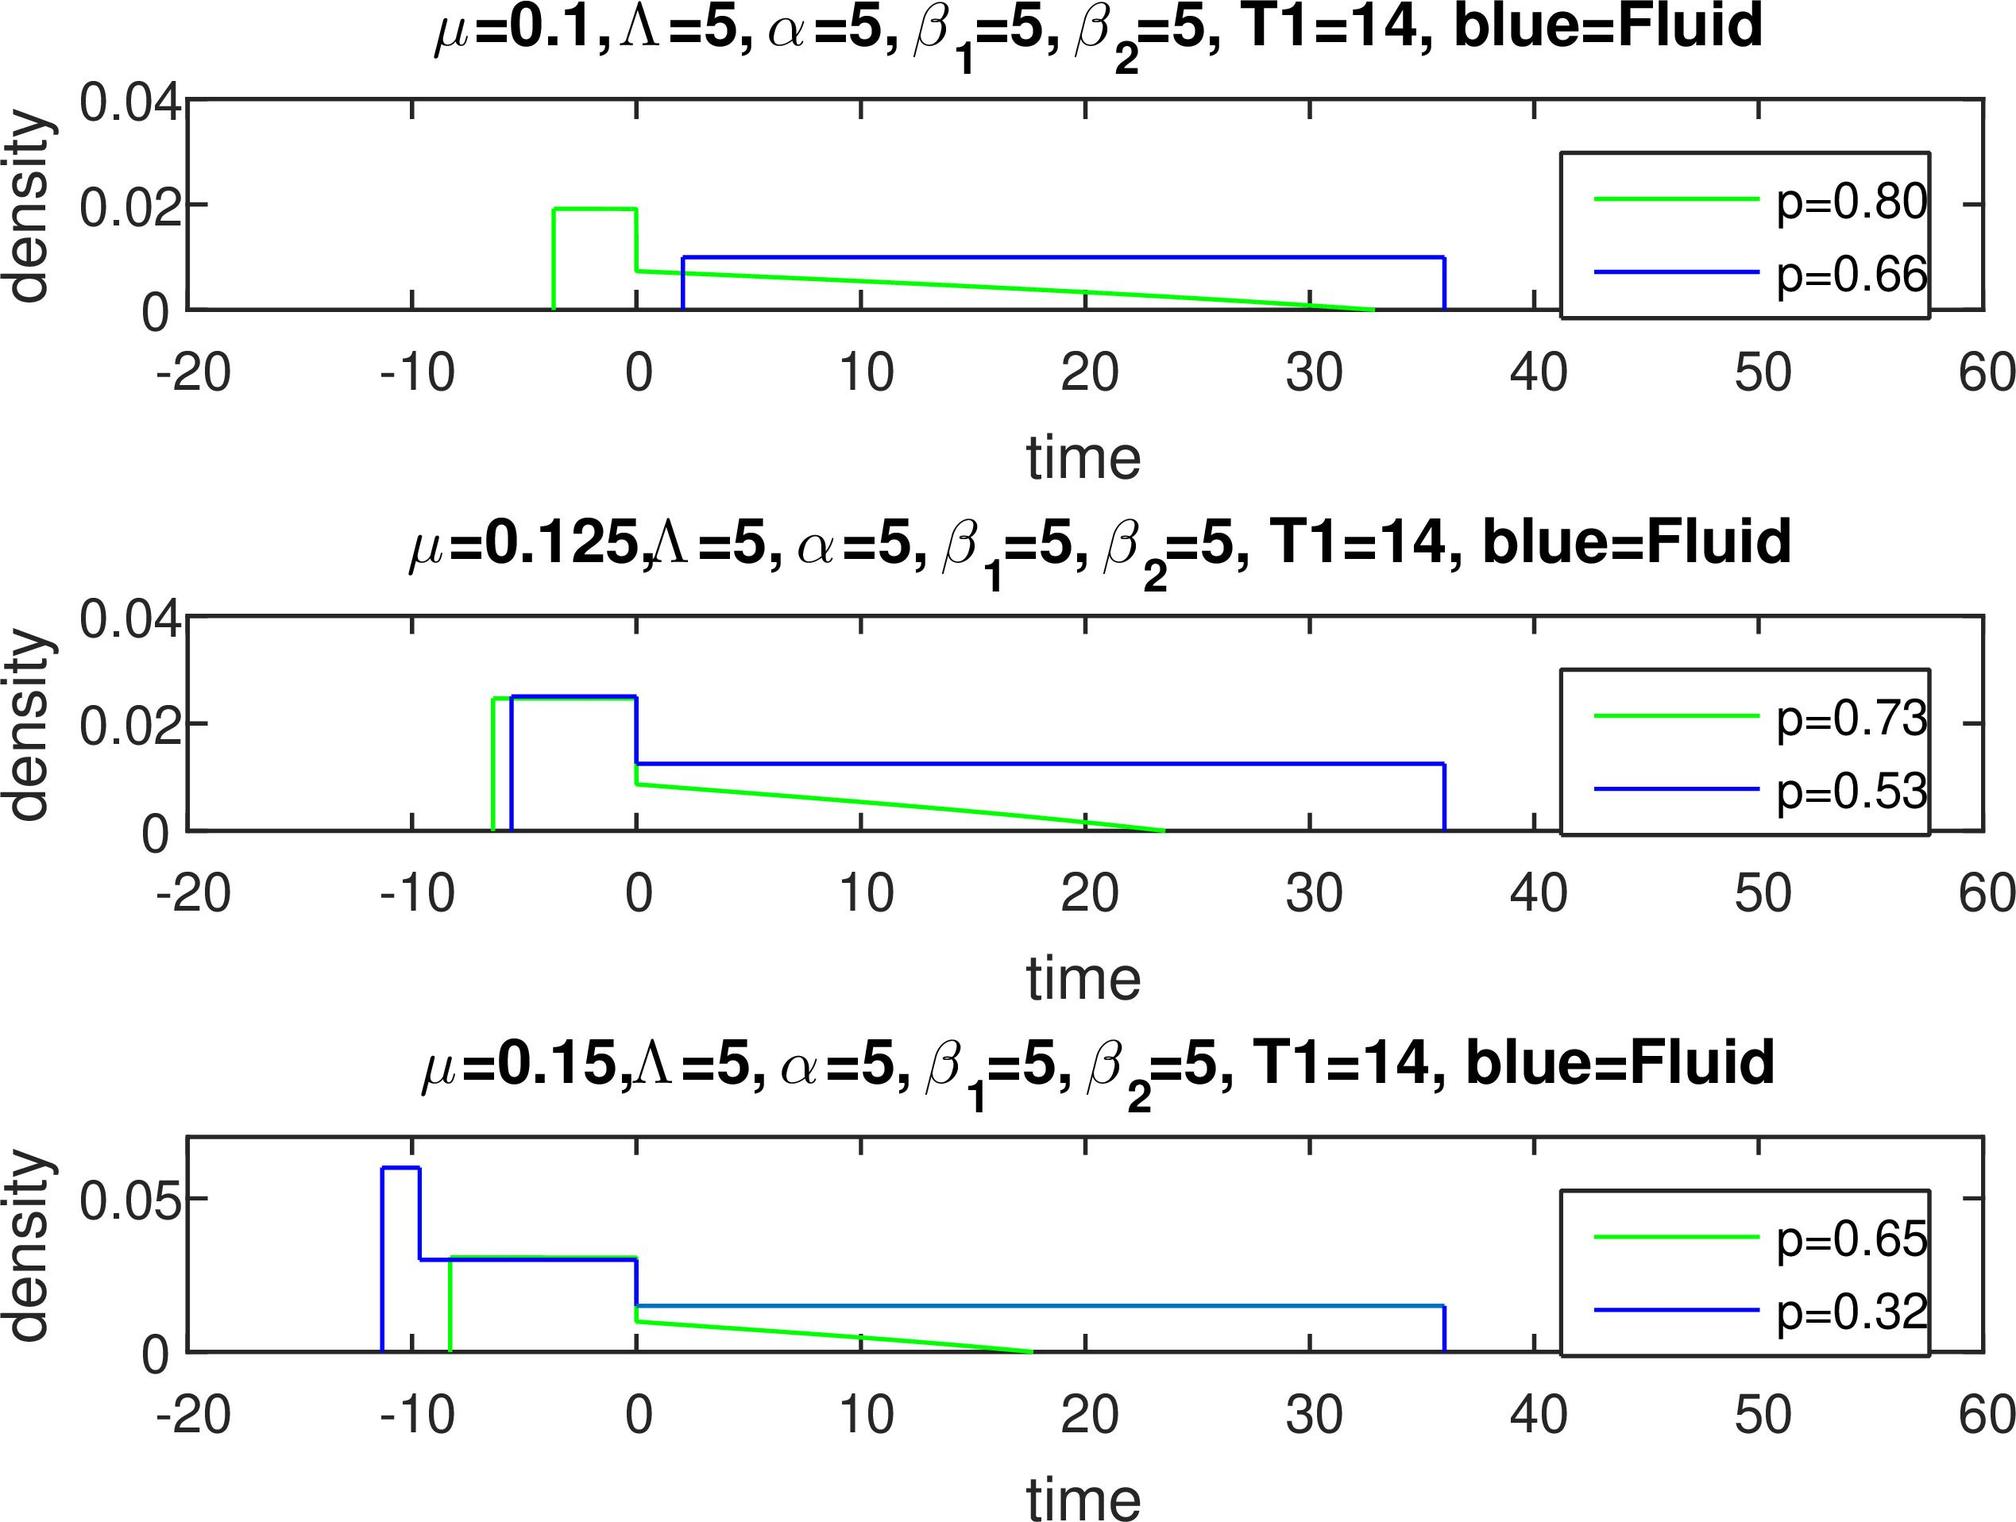 μ=0.1, Λ=5, α=5, β1=5, β2=5, T1=14, blue=Fluid
0.04
0.02
0
density
p=0.80
p=0.66
-20 -10 0 10 20 30 40 50 60
time
μ=0.125,Λ=5, α=5, β1=5, β2=5, T1=14, blue=Fluid
0.04
0.02
0
density
p=0.73
p=0.53
-20 -10 0 10 20 30 40 50 60
time
μ=0.15,Λ=5, α=5, β1=5, β2=5, T1=14, blue=Fluid
0.05
0
density
p=0.65
p=0.32
-20 -10 0 10 20 30 40 50 60
time